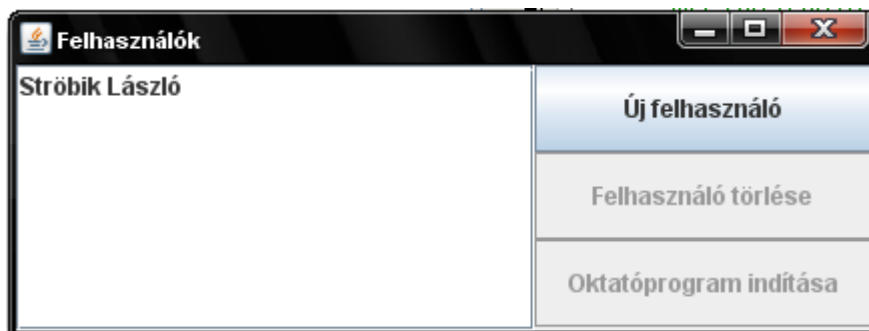 Felhasználók
Ströbik László
Új felhasználó
Felhasználó törlése
Oktatóprogram indítása